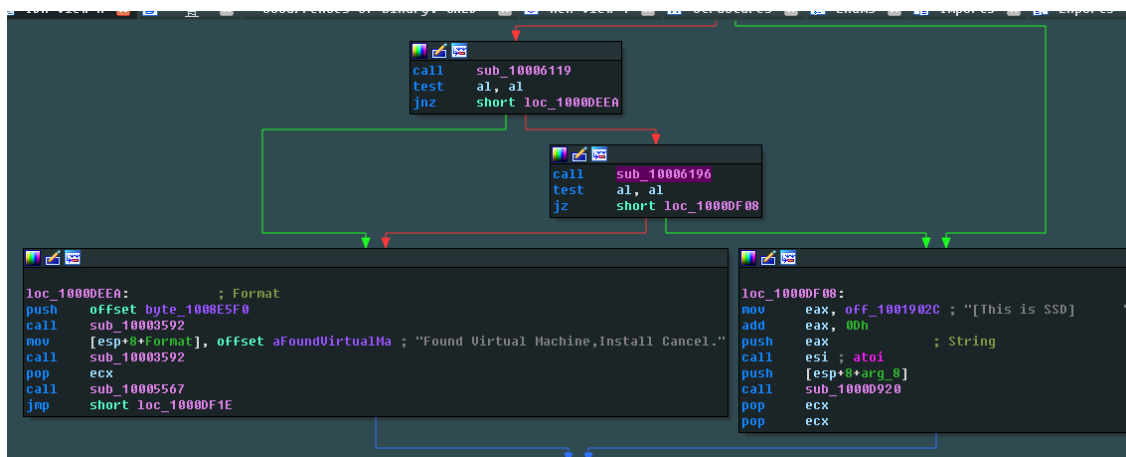 call sub_10006119
test al, al
jnz short loc_1000DEEA
call sub_10006196
test al, al
jz short loc_1000DF08
loc_1000DEEA: ; Format
push offset byte_1008E5F0
call sub_10003592
mov [esp+8+Format], offset aFoundVirtualMa ; "Found Virtual Machine,Install Cancel."
call sub_10003592
pop ecx
call sub_10005567
jmp short loc_1000DF1E
loc_1000DF08:
mov eax, off_1001902C ; "[This is SSD] "
add eax, 0Dh
push eax ; String
call esi ; atoi
push [esp+8+arg_8]
call sub_1000D920
pop ecx
pop ecx